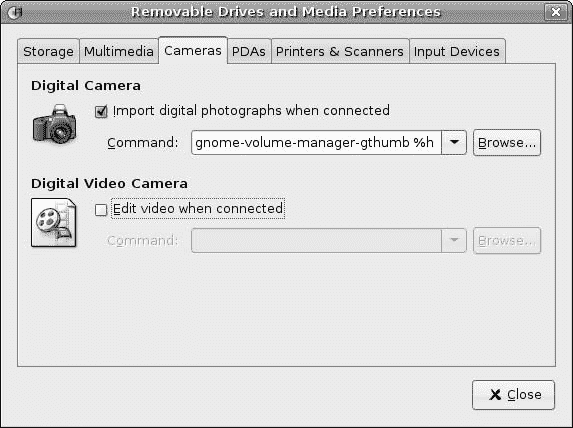 Removable Drives and Media Preferences
Storage Multimedia Cameras PDAs Printers & Scanners Input Devices
Digital Camera
Import digital photographs when connected
Command: gnome-volume-manager-gthumb %h Browse...
Digital Video Camera
Edit video when connected
Command: Browse...
Close